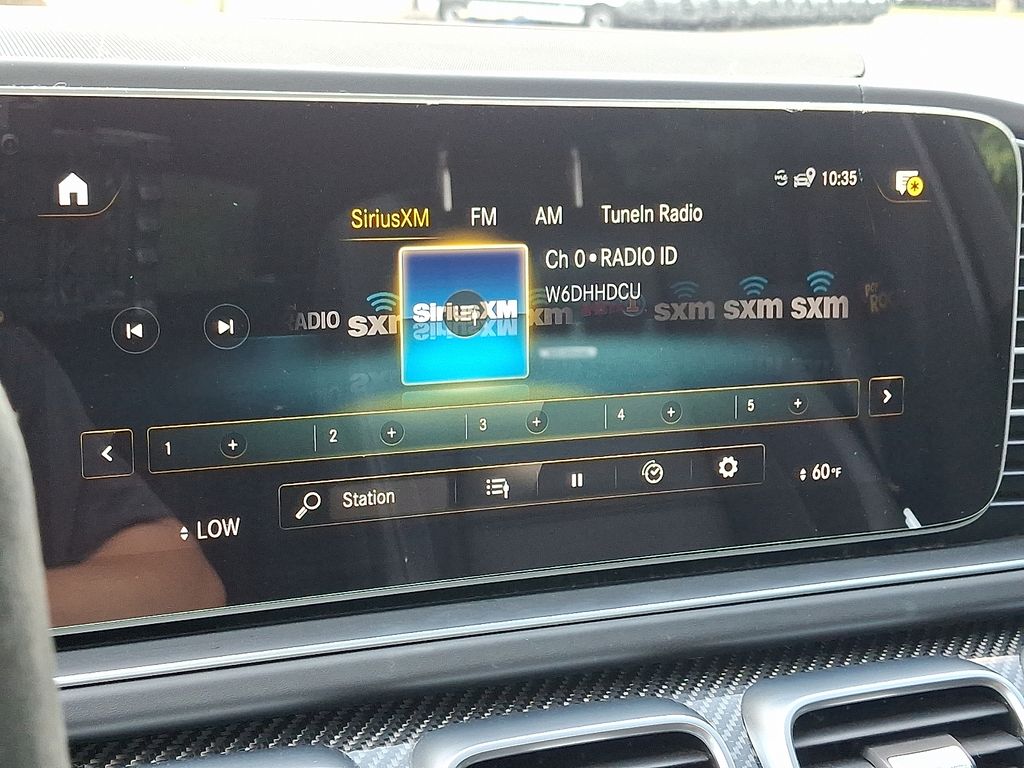 10:35
SiriusXM FM AM TuneIn Radio
Ch 0 • RADIO ID
W6DHHDCU
RADIO sxm SiriusXM sxm sxm sxm sxm
1 + 2 + 3 + 4 + 5 +
Station
60°F
LOW